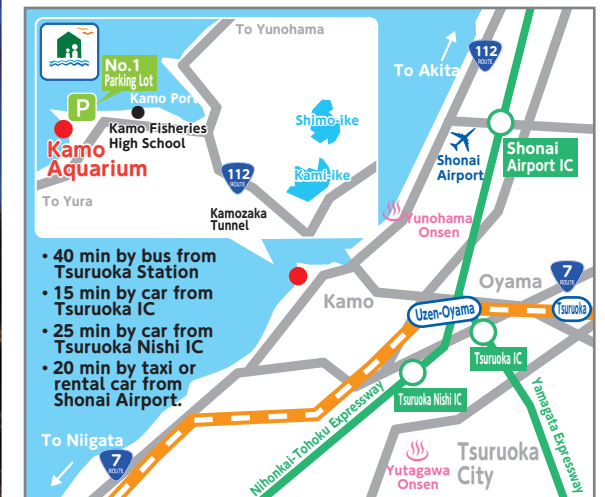 To Yunohama
No.1
Parking Lot
P
Kamo Port
Kamo Fisheries
High School
Kamo
Aquarium
Shimo-ike
Kami-ike
112
ROUTE
Kamozaka
Tunnel
To Yura
112
ROUTE
To Akita
Shonai
Airport
Shonai
Airport IC
Yunohama
Onsen
• 40 min by bus from
Tsuruoka Station
• 15 min by car from
Tsuruoka IC
• 25 min by car from
Tsuruoka Nishi IC
• 20 min by taxi or
rental car from
Shonai Airport.
Kamo
Oyama
7
ROUTE
Uzen-Oyama
Tsuruoka
Tsuruoka IC
Tsuruoka Nishi IC
Nihonkai-Tohoku Expressway
Yamagata Expressway
To Niigata
7
ROUTE
Yutagawa
Onsen
Tsuruoka
City